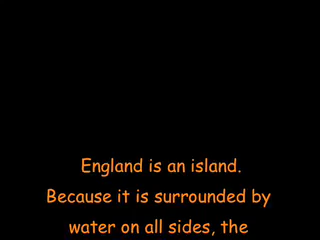 England is an island.
Because it is surrounded by
water on all sides, the